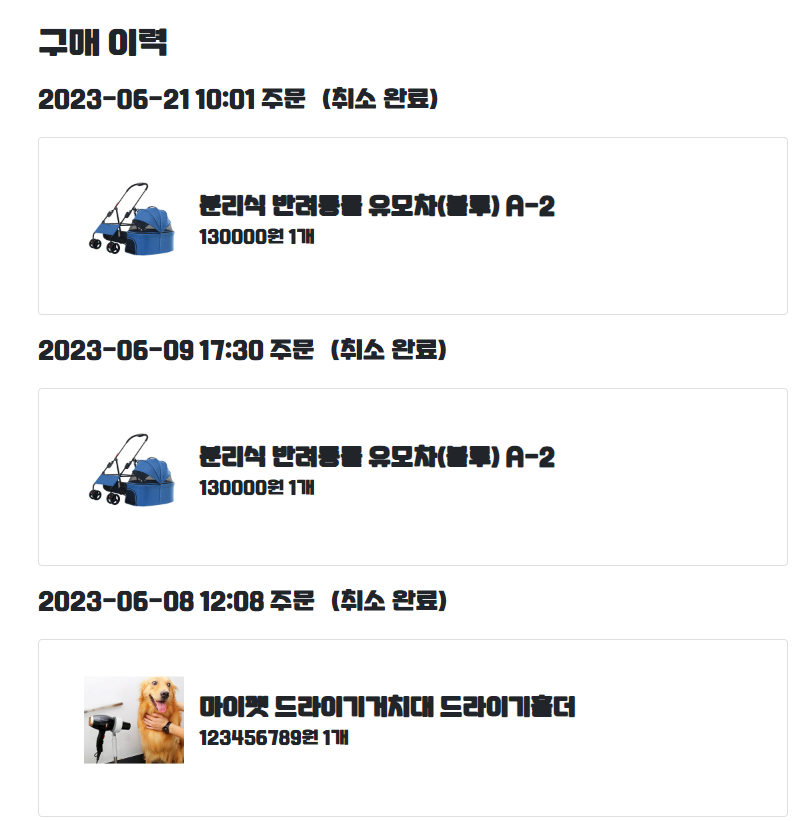 구매 이력
2023-06-21 10:01 주문 (취소 완료)
분리식 반려동물 유모차(블루) A-2
130000원 1개
2023-06-09 17:30 주문 (취소 완료)
분리식 반려동물 유모차(블루) A-2
130000원 1개
2023-06-08 12:08 주문 (취소 완료)
마이펫 드라이기거치대 드라이기홀더
123456789원 1개